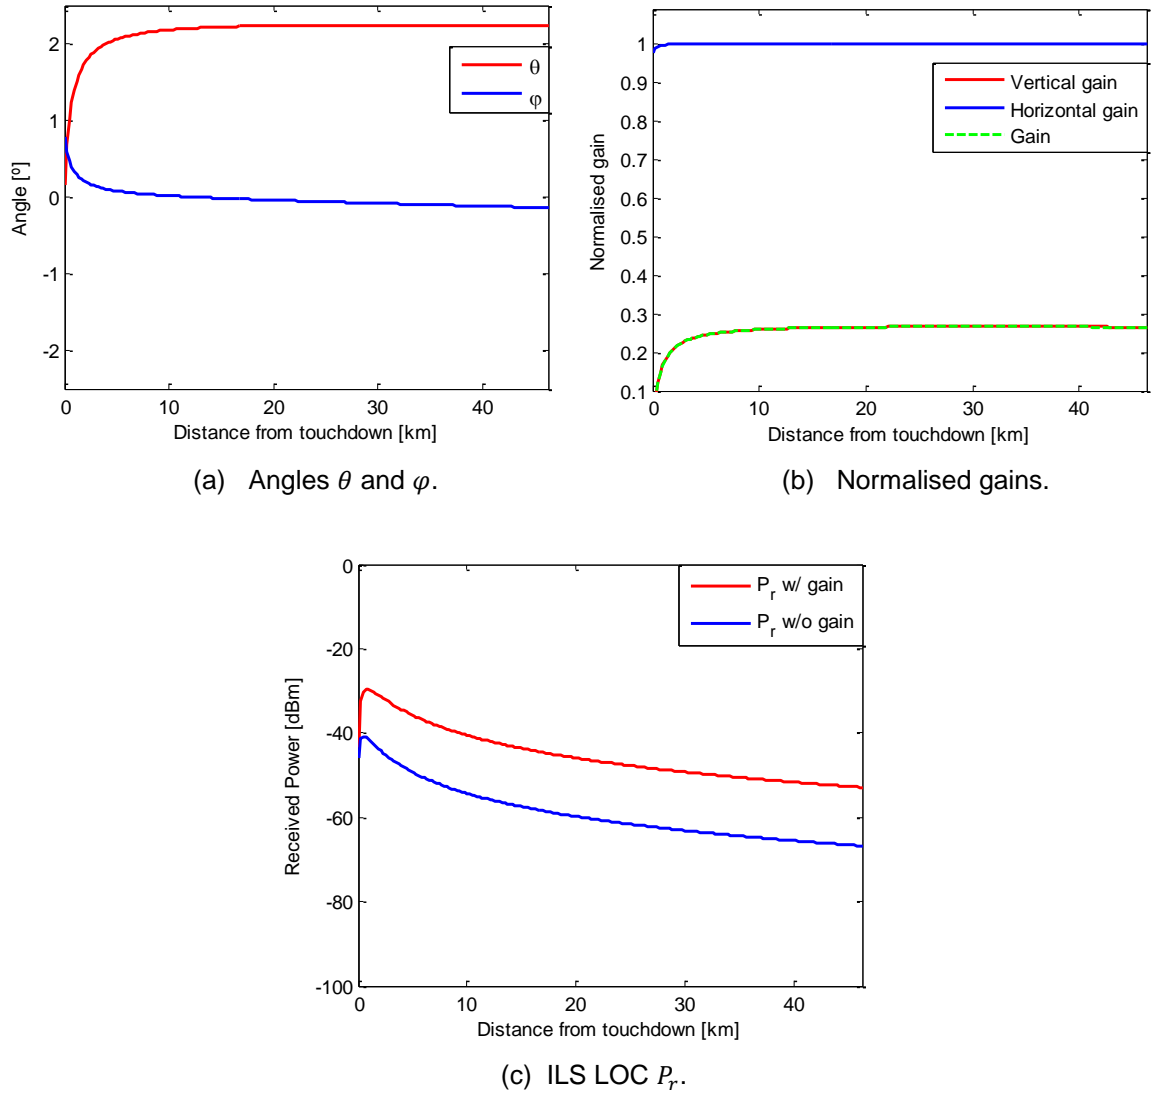 2
1
0
-1
-2
Angle [º]
θ
φ
0 10 20 30 40
Distance from touchdown [km]
(a) Angles θ and φ.
1
0.9
0.8
0.7
0.6
0.5
0.4
0.3
0.2
0.1
Normalised gain
Vertical gain
Horizontal gain
Gain
0 10 20 30 40
Distance from touchdown [km]
(b) Normalised gains.
0
-20
-40
-60
-80
-100
Received Power [dBm]
P_r w/ gain
P_r w/o gain
0 10 20 30 40
Distance from touchdown [km]
(c) ILS LOC P_r.